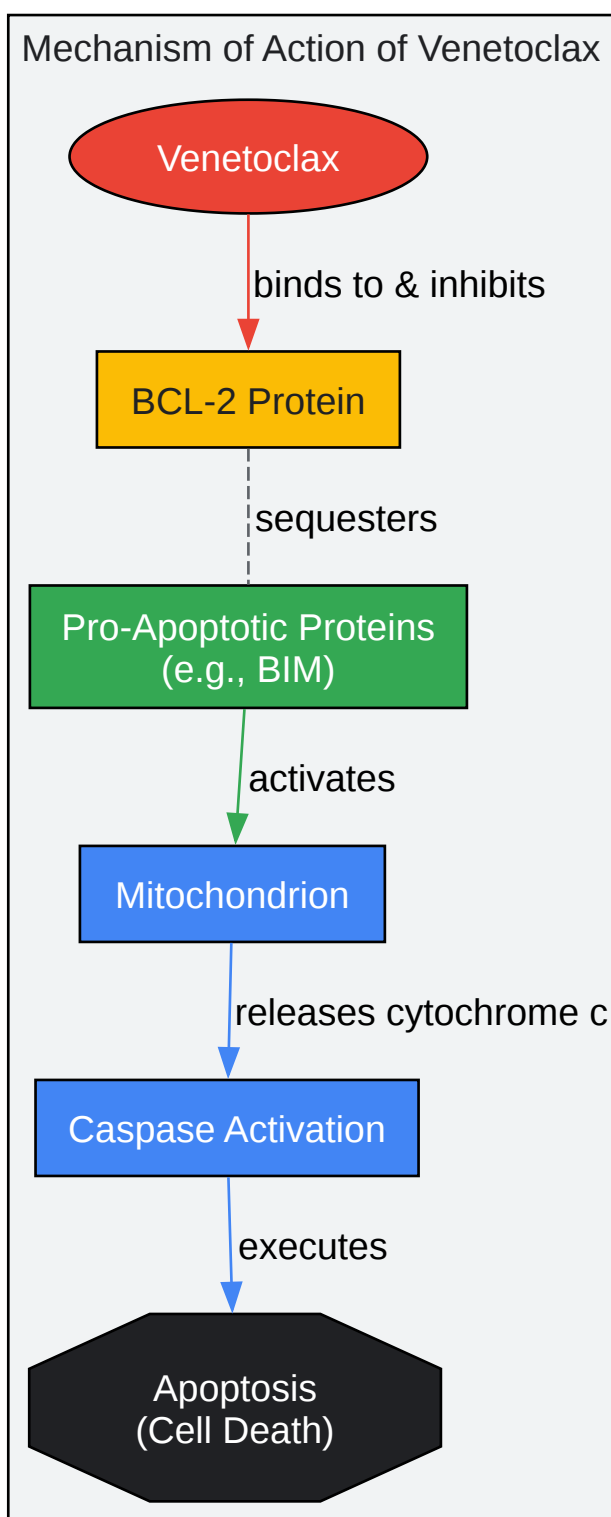 Mechanism of Action of Venetoclax
Venetoclax
binds to & inhibits
BCL-2 Protein
sequesters
Pro-Apoptotic Proteins
(e.g., BIM)
activates
Mitochondrion
releases cytochrome c
Caspase Activation
executes
Apoptosis
(Cell Death)